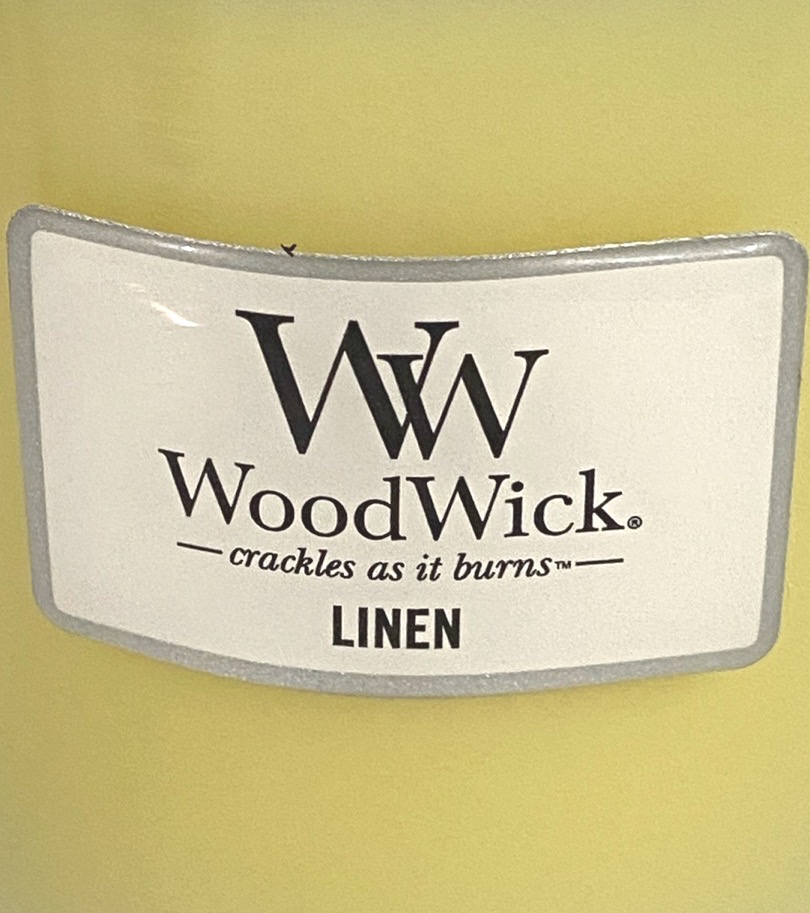 WW
WoodWick®
crackles as it burns™
LINEN